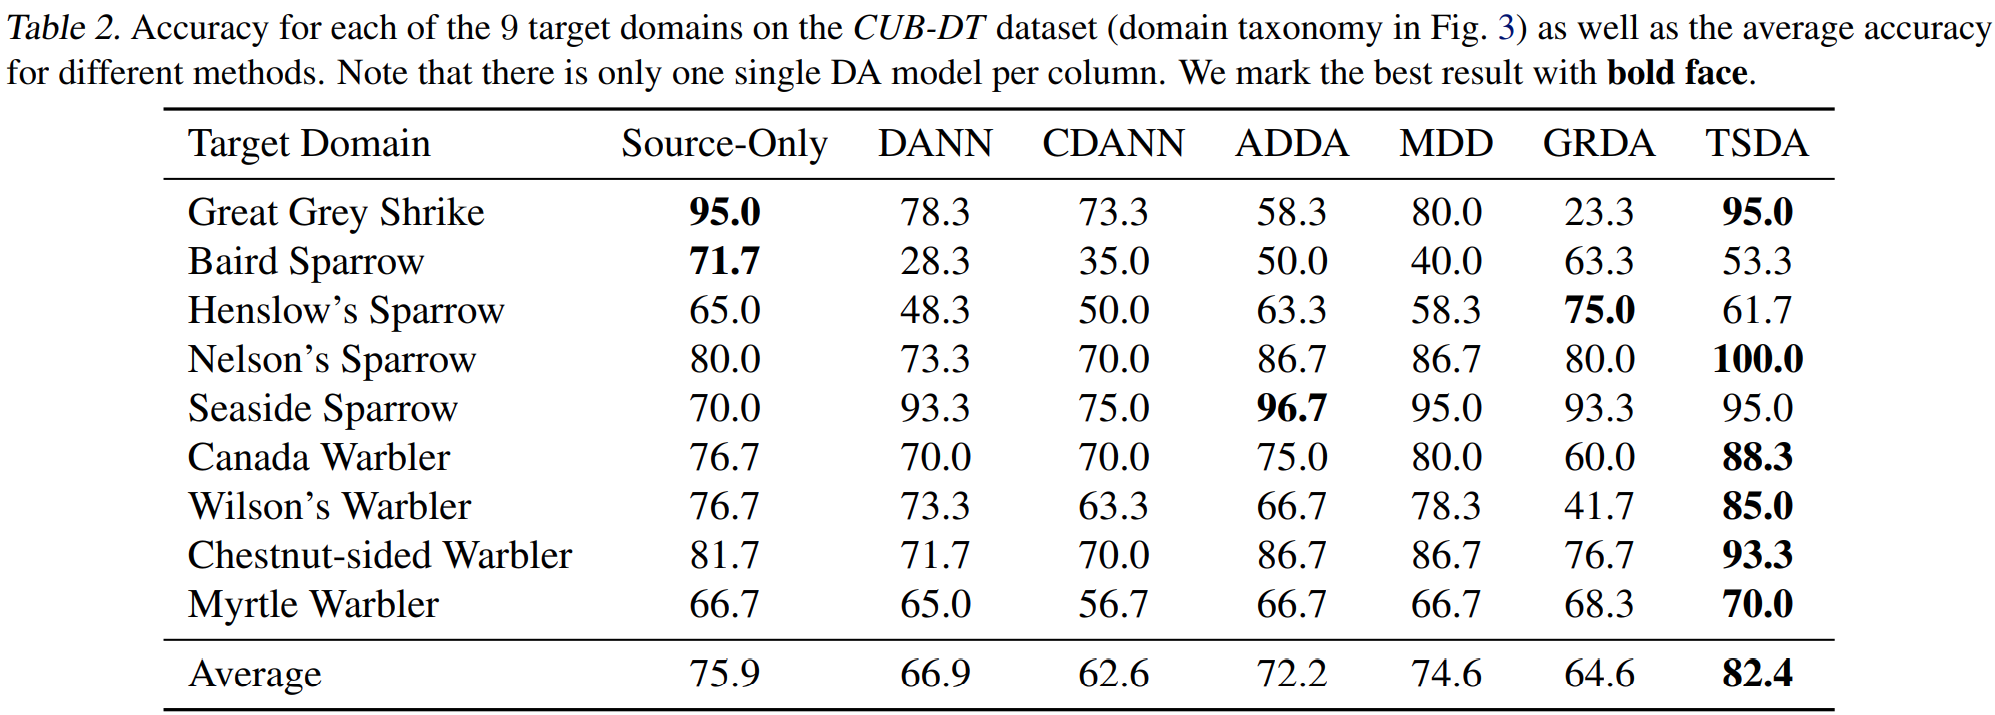 Table 2. Accuracy for each of the 9 target domains on the CUB-DT dataset (domain taxonomy in Fig. 3) as well as the average accuracy
for different methods. Note that there is only one single DA model per column. We mark the best result with bold face.
Target Domain Source-Only DANN CDANN ADDA MDD GRDA TSDA
Great Grey Shrike 95.0 78.3 73.3 58.3 80.0 23.3 95.0
Baird Sparrow 71.7 28.3 35.0 50.0 40.0 63.3 53.3
Henslow's Sparrow 65.0 48.3 50.0 63.3 58.3 75.0 61.7
Nelson's Sparrow 80.0 73.3 70.0 86.7 86.7 80.0 100.0
Seaside Sparrow 70.0 93.3 75.0 96.7 95.0 93.3 95.0
Canada Warbler 76.7 70.0 70.0 75.0 80.0 60.0 88.3
Wilson's Warbler 76.7 73.3 63.3 66.7 78.3 41.7 85.0
Chestnut-sided Warbler 81.7 71.7 70.0 86.7 86.7 76.7 93.3
Myrtle Warbler 66.7 65.0 56.7 66.7 66.7 68.3 70.0
Average 75.9 66.9 62.6 72.2 74.6 64.6 82.4